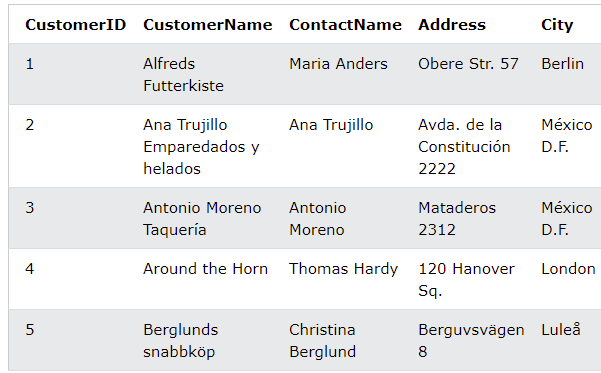 CustomerID CustomerName ContactName Address City
1 Alfreds Maria Anders Obere Str. 57 Berlin
Futterkiste
2 Ana Trujillo Ana Trujillo Avda. de la México
Emparedados y Constitución D.F.
helados 2222
3 Antonio Moreno Antonio Mataderos México
Taquería Moreno 2312 D.F.
4 Around the Horn Thomas Hardy 120 Hanover London
Sq.
5 Berglunds Christina Berguvsvägen Luleå
snabbköp Berglund 8